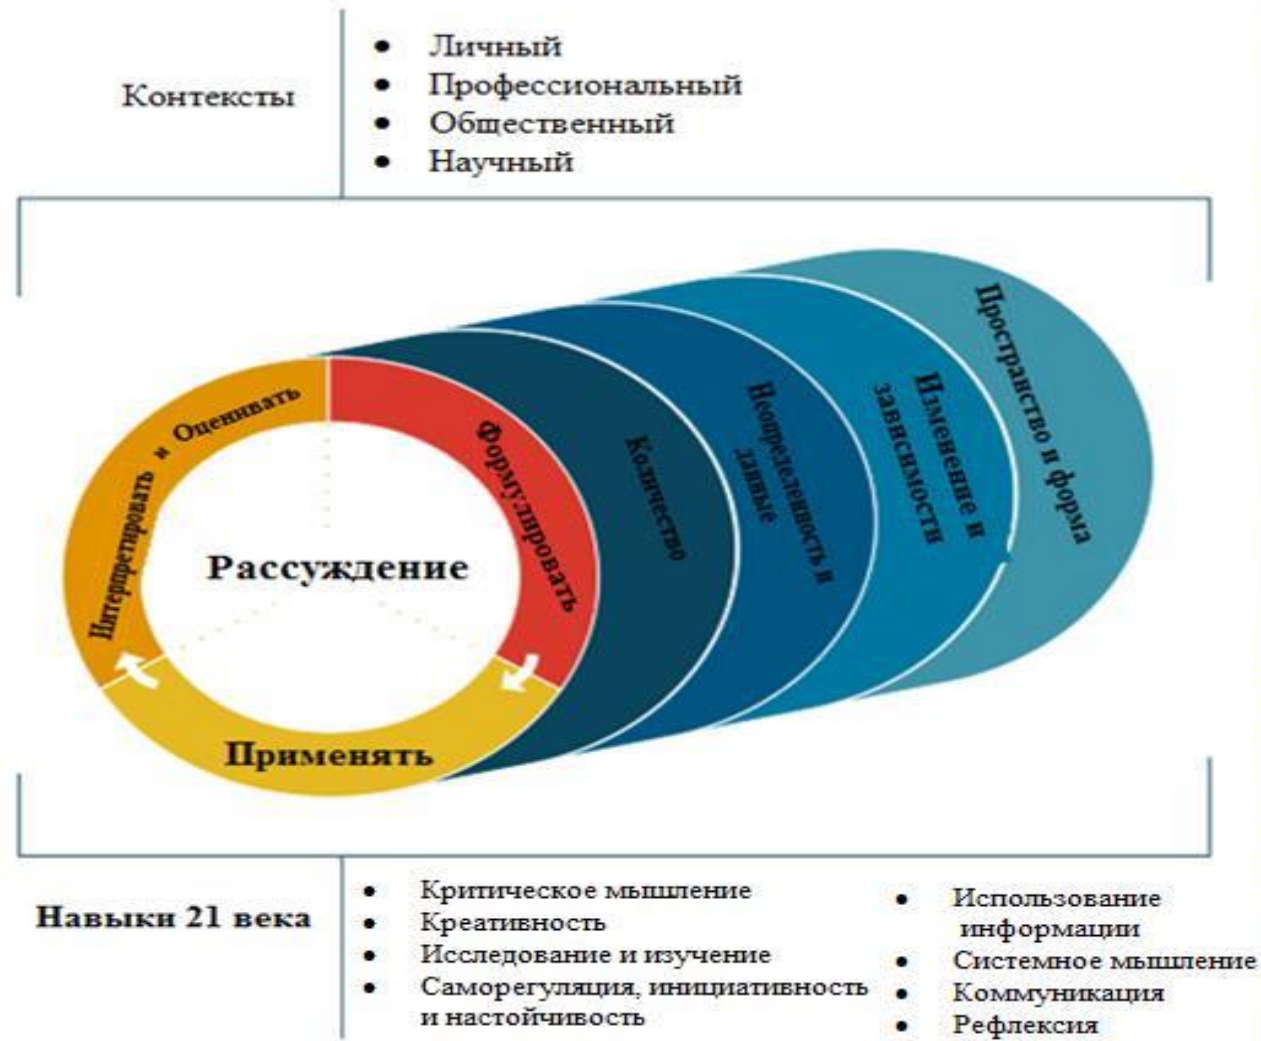 Контексты
• Личный
• Профессиональный
• Общественный
• Научный
Интерпретировать и Оценивать
Формулировать
Применять
Рассуждение
Количество
Неопределенность и
данные
Изменение и
зависимости
Пространство и форма
Навыки 21 века
• Критическое мышление
• Креативность
• Исследование и изучение
• Саморегуляция, инициативность
и настойчивость
• Использование
информации
• Системное мышление
• Коммуникация
• Рефлексия